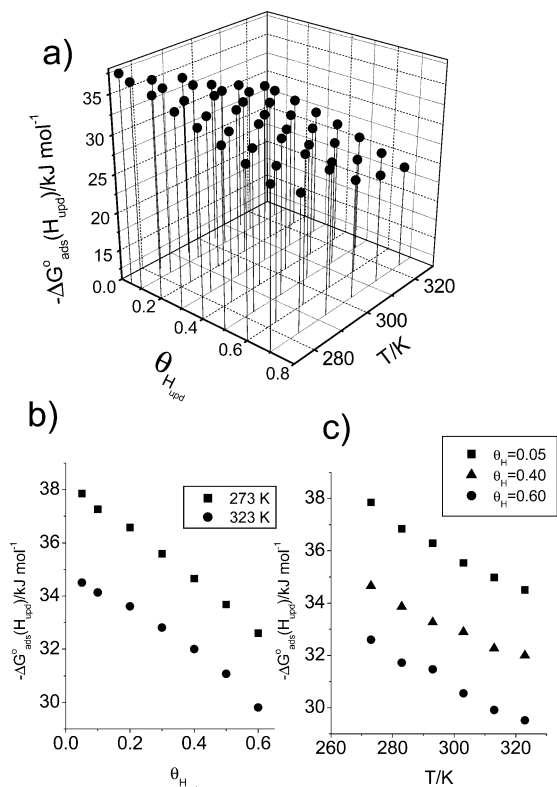 a)
-ΔG°ads(Hupd)/kJ mol-1
35
30
25
20
15
0.0
0.2
0.4
0.6
0.8
θHupd
280
300
320
T/K
b)
-ΔG°ads(Hupd)/kJ mol-1
38
36
34
32
30
0.0 0.2 0.4 0.6
θH
273 K
323 K
c)
θH=0.05
θH=0.40
θH=0.60
-ΔG°ads(Hupd)/kJ mol-1
38
36
34
32
30
260 280 300 320
T/K